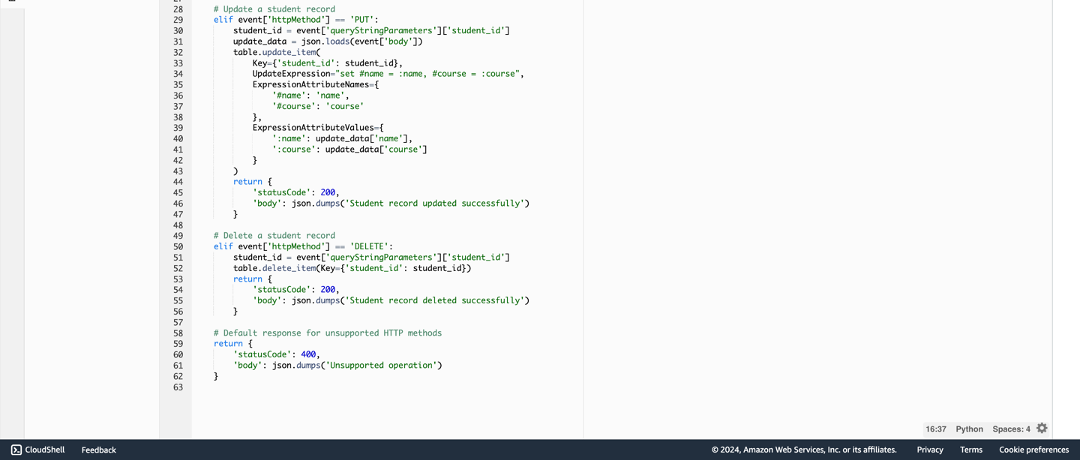 28 # Update a student record
29 elif event['httpMethod'] == 'PUT':
30 student_id = event['queryStringParameters']['student_id']
31 update_data = json.loads(event['body'])
32 table.update_item(
33 Key={'student_id': student_id},
34 UpdateExpression="set #name = :name, #course = :course",
35 ExpressionAttributeNames={
36 '#name': 'name',
37 '#course': 'course'
38 },
39 ExpressionAttributeValues={
40 ':name': update_data['name'],
41 ':course': update_data['course']
42 }
43 )
44 return {
45 'statusCode': 200,
46 'body': json.dumps('Student record updated successfully')
47 }
48
49 # Delete a student record
50 elif event['httpMethod'] == 'DELETE':
51 student_id = event['queryStringParameters']['student_id']
52 table.delete_item(Key={'student_id': student_id})
53 return {
54 'statusCode': 200,
55 'body': json.dumps('Student record deleted successfully')
56 }
57
58 # Default response for unsupported HTTP methods
59 return {
60 'statusCode': 400,
61 'body': json.dumps('Unsupported operation')
62 }
63
16:37 Python Spaces: 4
CloudShell Feedback © 2024, Amazon Web Services, Inc. or its affiliates. Privacy Terms Cookie preferences